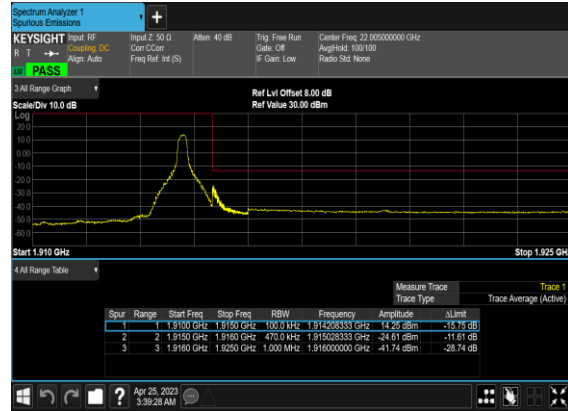 Spectrum Analyzer 1
Spurious Emissions
KEYSIGHT Input: RF Input Z: 50 Ω Atten: 40 dB Trig: Free Run Center Freq: 22.005000000 GHz
R T Coupling: DC Corr CCorr Gate: Off Avg|Hold: 100/100
Align: Auto Freq Ref: Int (S) IF Gain: Low Radio Std: None
PASS
3 All Range Graph
Ref Lvl Offset 8.00 dB
Scale/Div 10.0 dB Ref Value 30.00 dBm
Log
20.0
10.0
0.00
-10.0
-20.0
-30.0
-40.0
-50.0
-60.0
Start 1.910 GHz Stop 1.925 GHz
4 All Range Table
Measure Trace Trace 1
Trace Type Trace Average (Active)
Spur Range Start Freq Stop Freq RBW Frequency Amplitude ΔLimit
1 1 1.9100 GHz 1.9150 GHz 100.0 kHz 1.914208333 GHz 14.25 dBm -15.75 dB
2 2 1.9150 GHz 1.9160 GHz 470.0 kHz 1.915028333 GHz -24.61 dBm -11.61 dB
3 3 1.9160 GHz 1.9250 GHz 1.000 MHz 1.916000000 GHz -41.74 dBm -28.74 dB
? Apr 25, 2023
3:39:28 AM